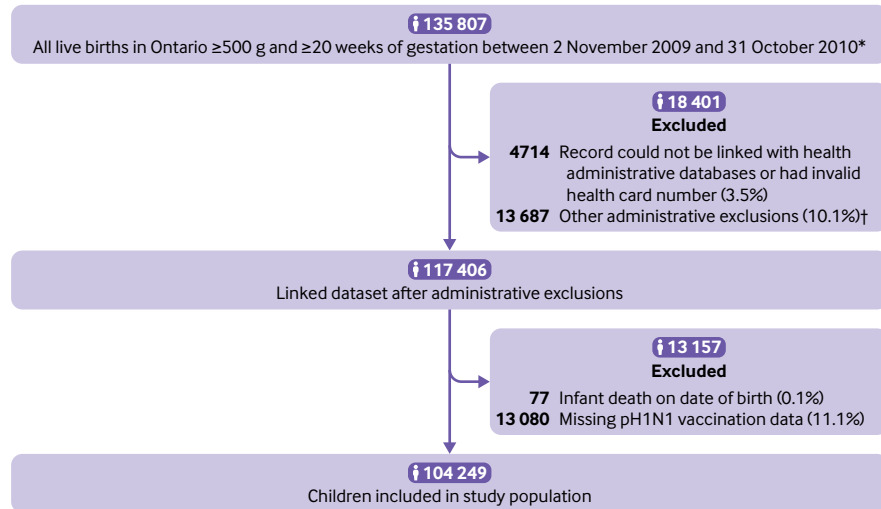 135 807
All live births in Ontario ≥500 g and ≥20 weeks of gestation between 2 November 2009 and 31 October 2010*
18 401
Excluded
4714 Record could not be linked with health
administrative databases or had invalid
health card number (3.5%)
13 687 Other administrative exclusions (10.1%)†
117 406
Linked dataset after administrative exclusions
13 157
Excluded
77 Infant death on date of birth (0.1%)
13 080 Missing pH1N1 vaccination data (11.1%)
104 249
Children included in study population